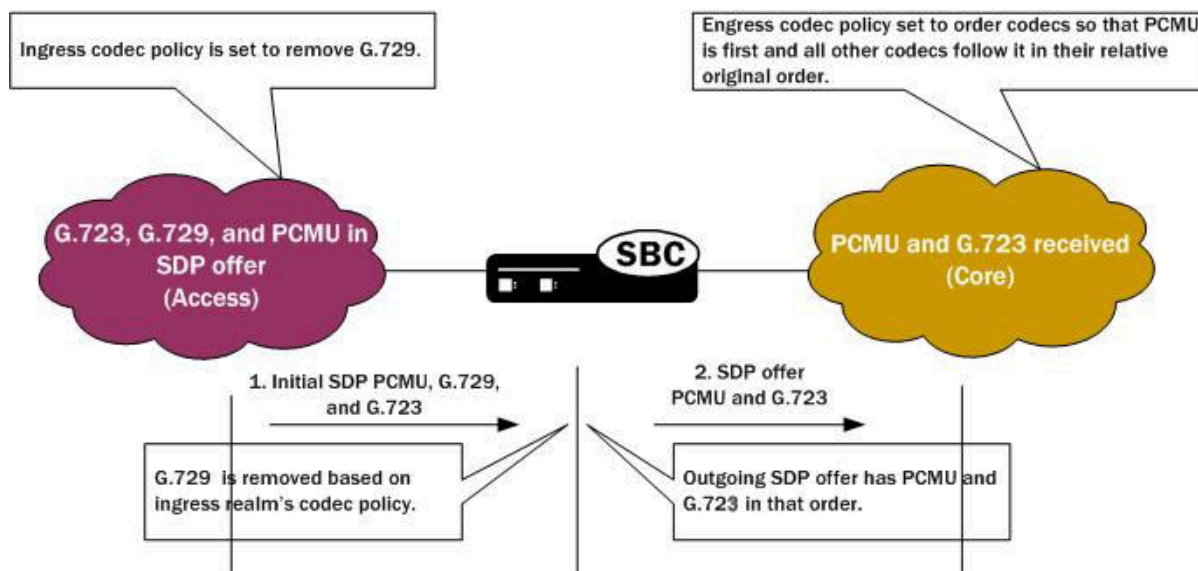 Ingress codec policy is set to remove G.729.
Engress codec policy set to order codecs so that PCMU
is first and all other codecs follow it in their relative
original order.
G.723, G.729, and PCMU in
SDP offer
(Access)
SBC
PCMU and G.723 received
(Core)
1. Initial SDP PCMU, G.729,
and G.723
2. SDP offer
PCMU and G.723
G.729 is removed based on
ingress realm's codec policy.
Outgoing SDP offer has PCMU and
G.723 in that order.